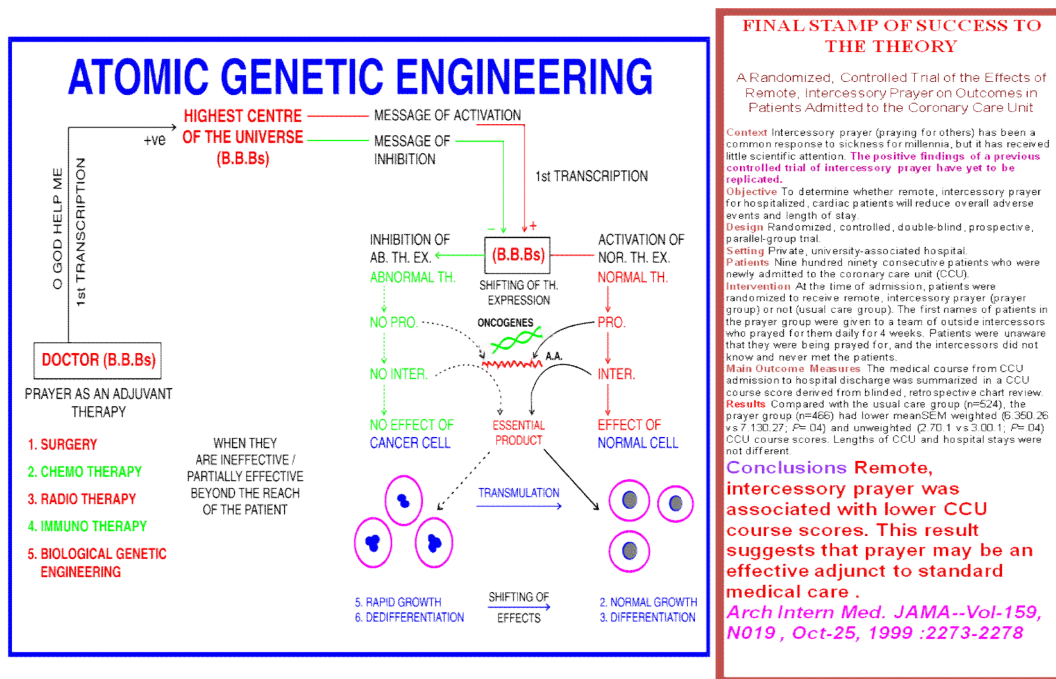 ATOMIC GENETIC ENGINEERING
O GOD HELP ME
1st TRANSCRIPTION
+ve
HIGHEST CENTRE
OF THE UNIVERSE
(B.B.Bs)
MESSAGE OF ACTIVATION
MESSAGE OF
INHIBITION
1st TRANSCRIPTION
DOCTOR (B.B.Bs)
PRAYER AS AN ADJUVANT
THERAPY
1. SURGERY
2. CHEMO THERAPY
3. RADIO THERAPY
4. IMMUNO THERAPY
5. BIOLOGICAL GENETIC
ENGINEERING
WHEN THEY
ARE INEFFECTIVE /
PARTIALLY EFFECTIVE
BEYOND THE REACH
OF THE PATIENT
INHIBITION OF
AB. TH. EX.
ABNORMAL TH.
NO PRO.
NO INTER.
NO EFFECT OF
CANCER CELL
– +
(B.B.Bs)
SHIFTING OF TH.
EXPRESSION
ONCOGENES
A.A.
ESSENTIAL
PRODUCT
ACTIVATION OF
NOR. TH. EX.
NORMAL TH.
PRO.
INTER.
EFFECT OF
NORMAL CELL
TRANSMULATION
5. RAPID GROWTH
6. DEDIFFERENTIATION
SHIFTING OF
EFFECTS
2. NORMAL GROWTH
3. DIFFERENTIATION
FINAL STAMP OF SUCCESS TO
THE THEORY
A Randomized, Controlled Trial of the Effects of
Remote, Intercessory Prayer on Outcomes in
Patients Admitted to the Coronary Care Unit
Context Intercessory prayer (praying for others) has been a
common response to sickness for millennia, but it has received
little scientific attention. The positive findings of a previous
controlled trial of intercessory prayer have yet to be
replicated.
Objective To determine whether remote, intercessory prayer
for hospitalized, cardiac patients will reduce overall adverse
events and length of stay.
Design Randomized, controlled, double-blind, prospective,
parallel-group trial.
Setting Private, university-associated hospital.
Patients Nine hundred ninety consecutive patients who were
newly admitted to the coronary care unit (CCU).
Intervention At the time of admission, patients were
randomized to receive remote, intercessory prayer (prayer
group) or not (usual care group). The first names of patients in
the prayer group were given to a team of outside intercessors
who prayed for them daily for 4 weeks. Patients were unaware
that they were being prayed for, and the intercessors did not
know and never met the patients.
Main Outcome Measures The medical course from CCU
admission to hospital discharge was summarized in a CCU
course score derived from blinded, retrospective chart review.
Results Compared with the usual care group (n=524), the
prayer group (n=466) had lower meanSEM weighted (6.350.26
vs 7.130.27; P=.04) and unweighted (2.70.1 vs 3.00.1; P=.04)
CCU course scores. Lengths of CCU and hospital stays were
not different.
Conclusions Remote,
intercessory prayer was
associated with lower CCU
course scores. This result
suggests that prayer may be an
effective adjunct to standard
medical care .
Arch Intern Med. JAMA--Vol-159,
N019 , Oct-25, 1999 :2273-2278